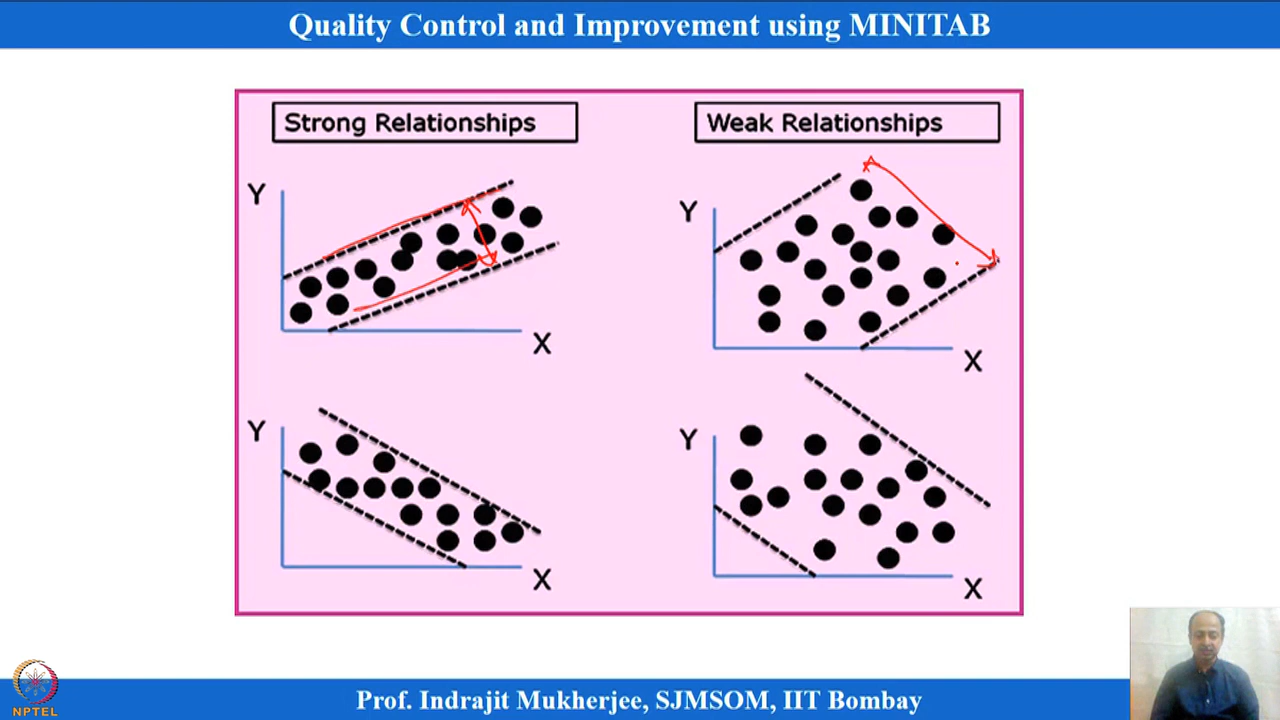 Quality Control and Improvement using MINITAB
Strong Relationships
Weak Relationships
Y
X
Y
X
Y
X
Y
X
NPTEL
Prof. Indrajit Mukherjee, SJMSOM, IIT Bombay